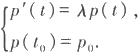 p′(t) = λp(t),
p(t₀) = p₀.